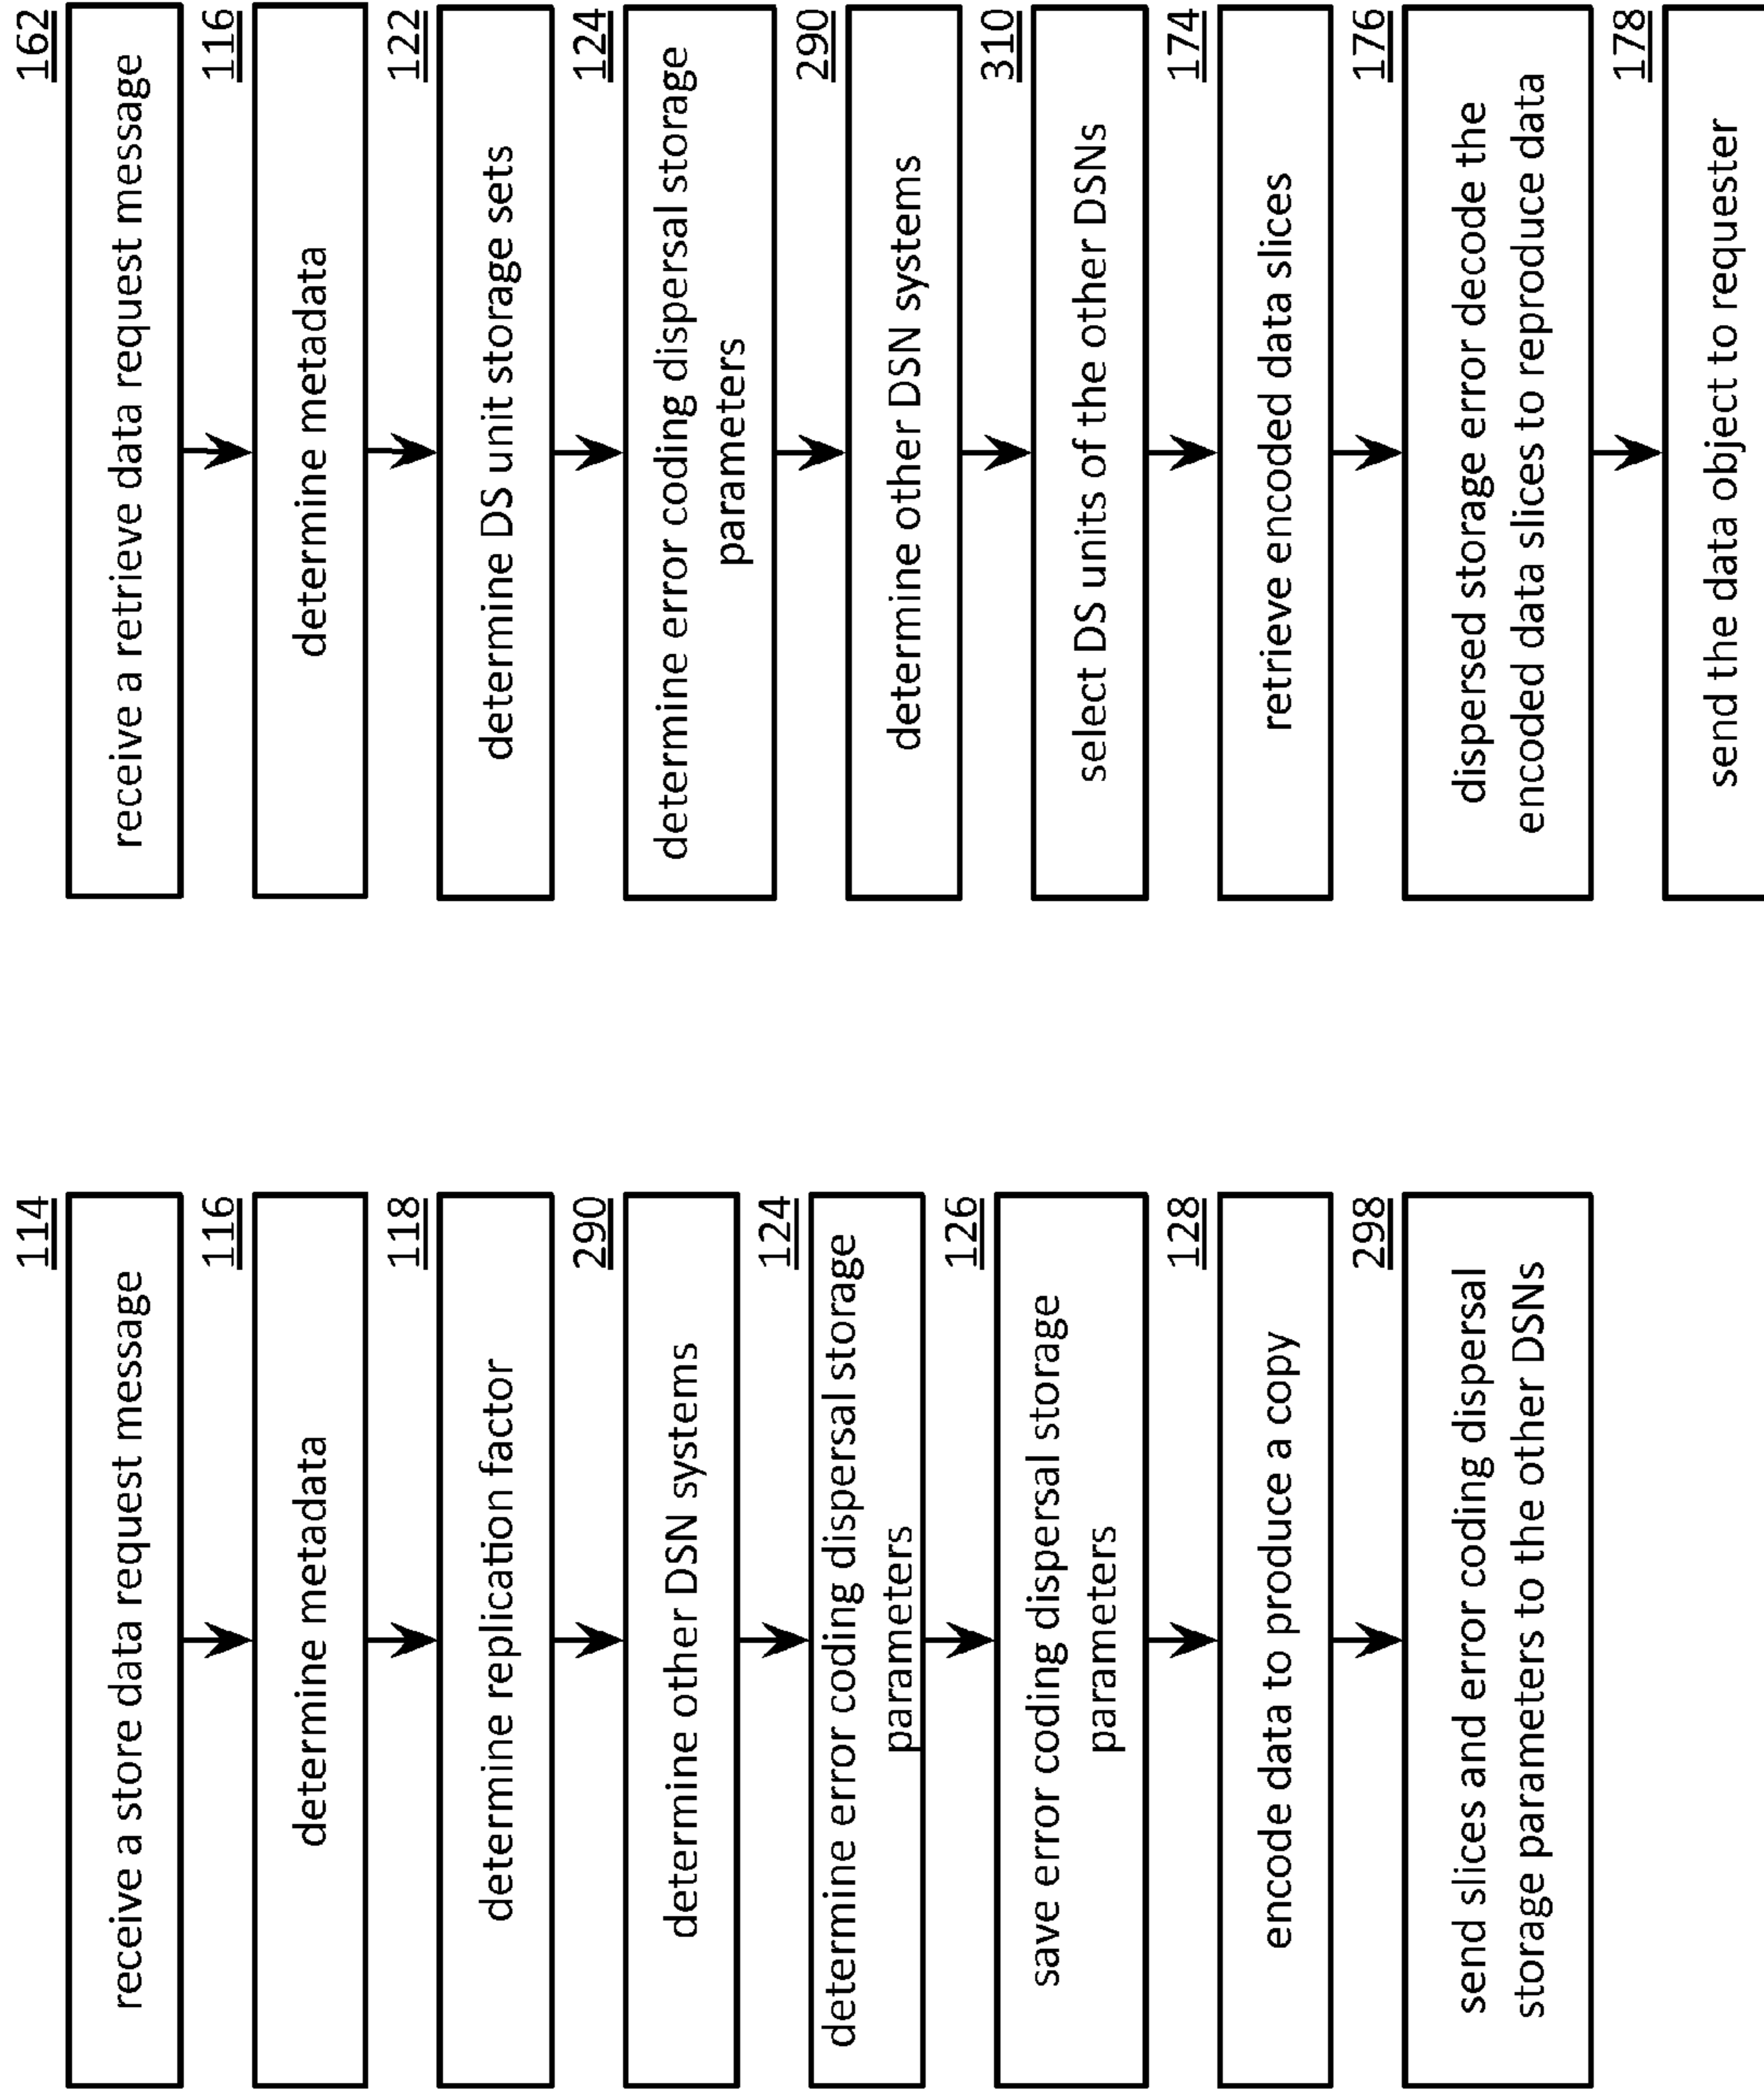 114
receive a store data request message
116
determine metadata
118
determine replication factor
290
determine other DSN systems
124
determine error coding dispersal storage
parameters
126
save error coding dispersal storage
parameters
128
encode data to produce a copy
298
send slices and error coding dispersal
storage parameters to the other DSNs
162
receive a retrieve data request message
116
determine metadata
122
determine DS unit storage sets
124
determine error coding dispersal storage
parameters
290
determine other DSN systems
310
select DS units of the other DSNs
174
retrieve encoded data slices
176
dispersed storage error decode the
encoded data slices to reproduce data
178
send the data object to requester